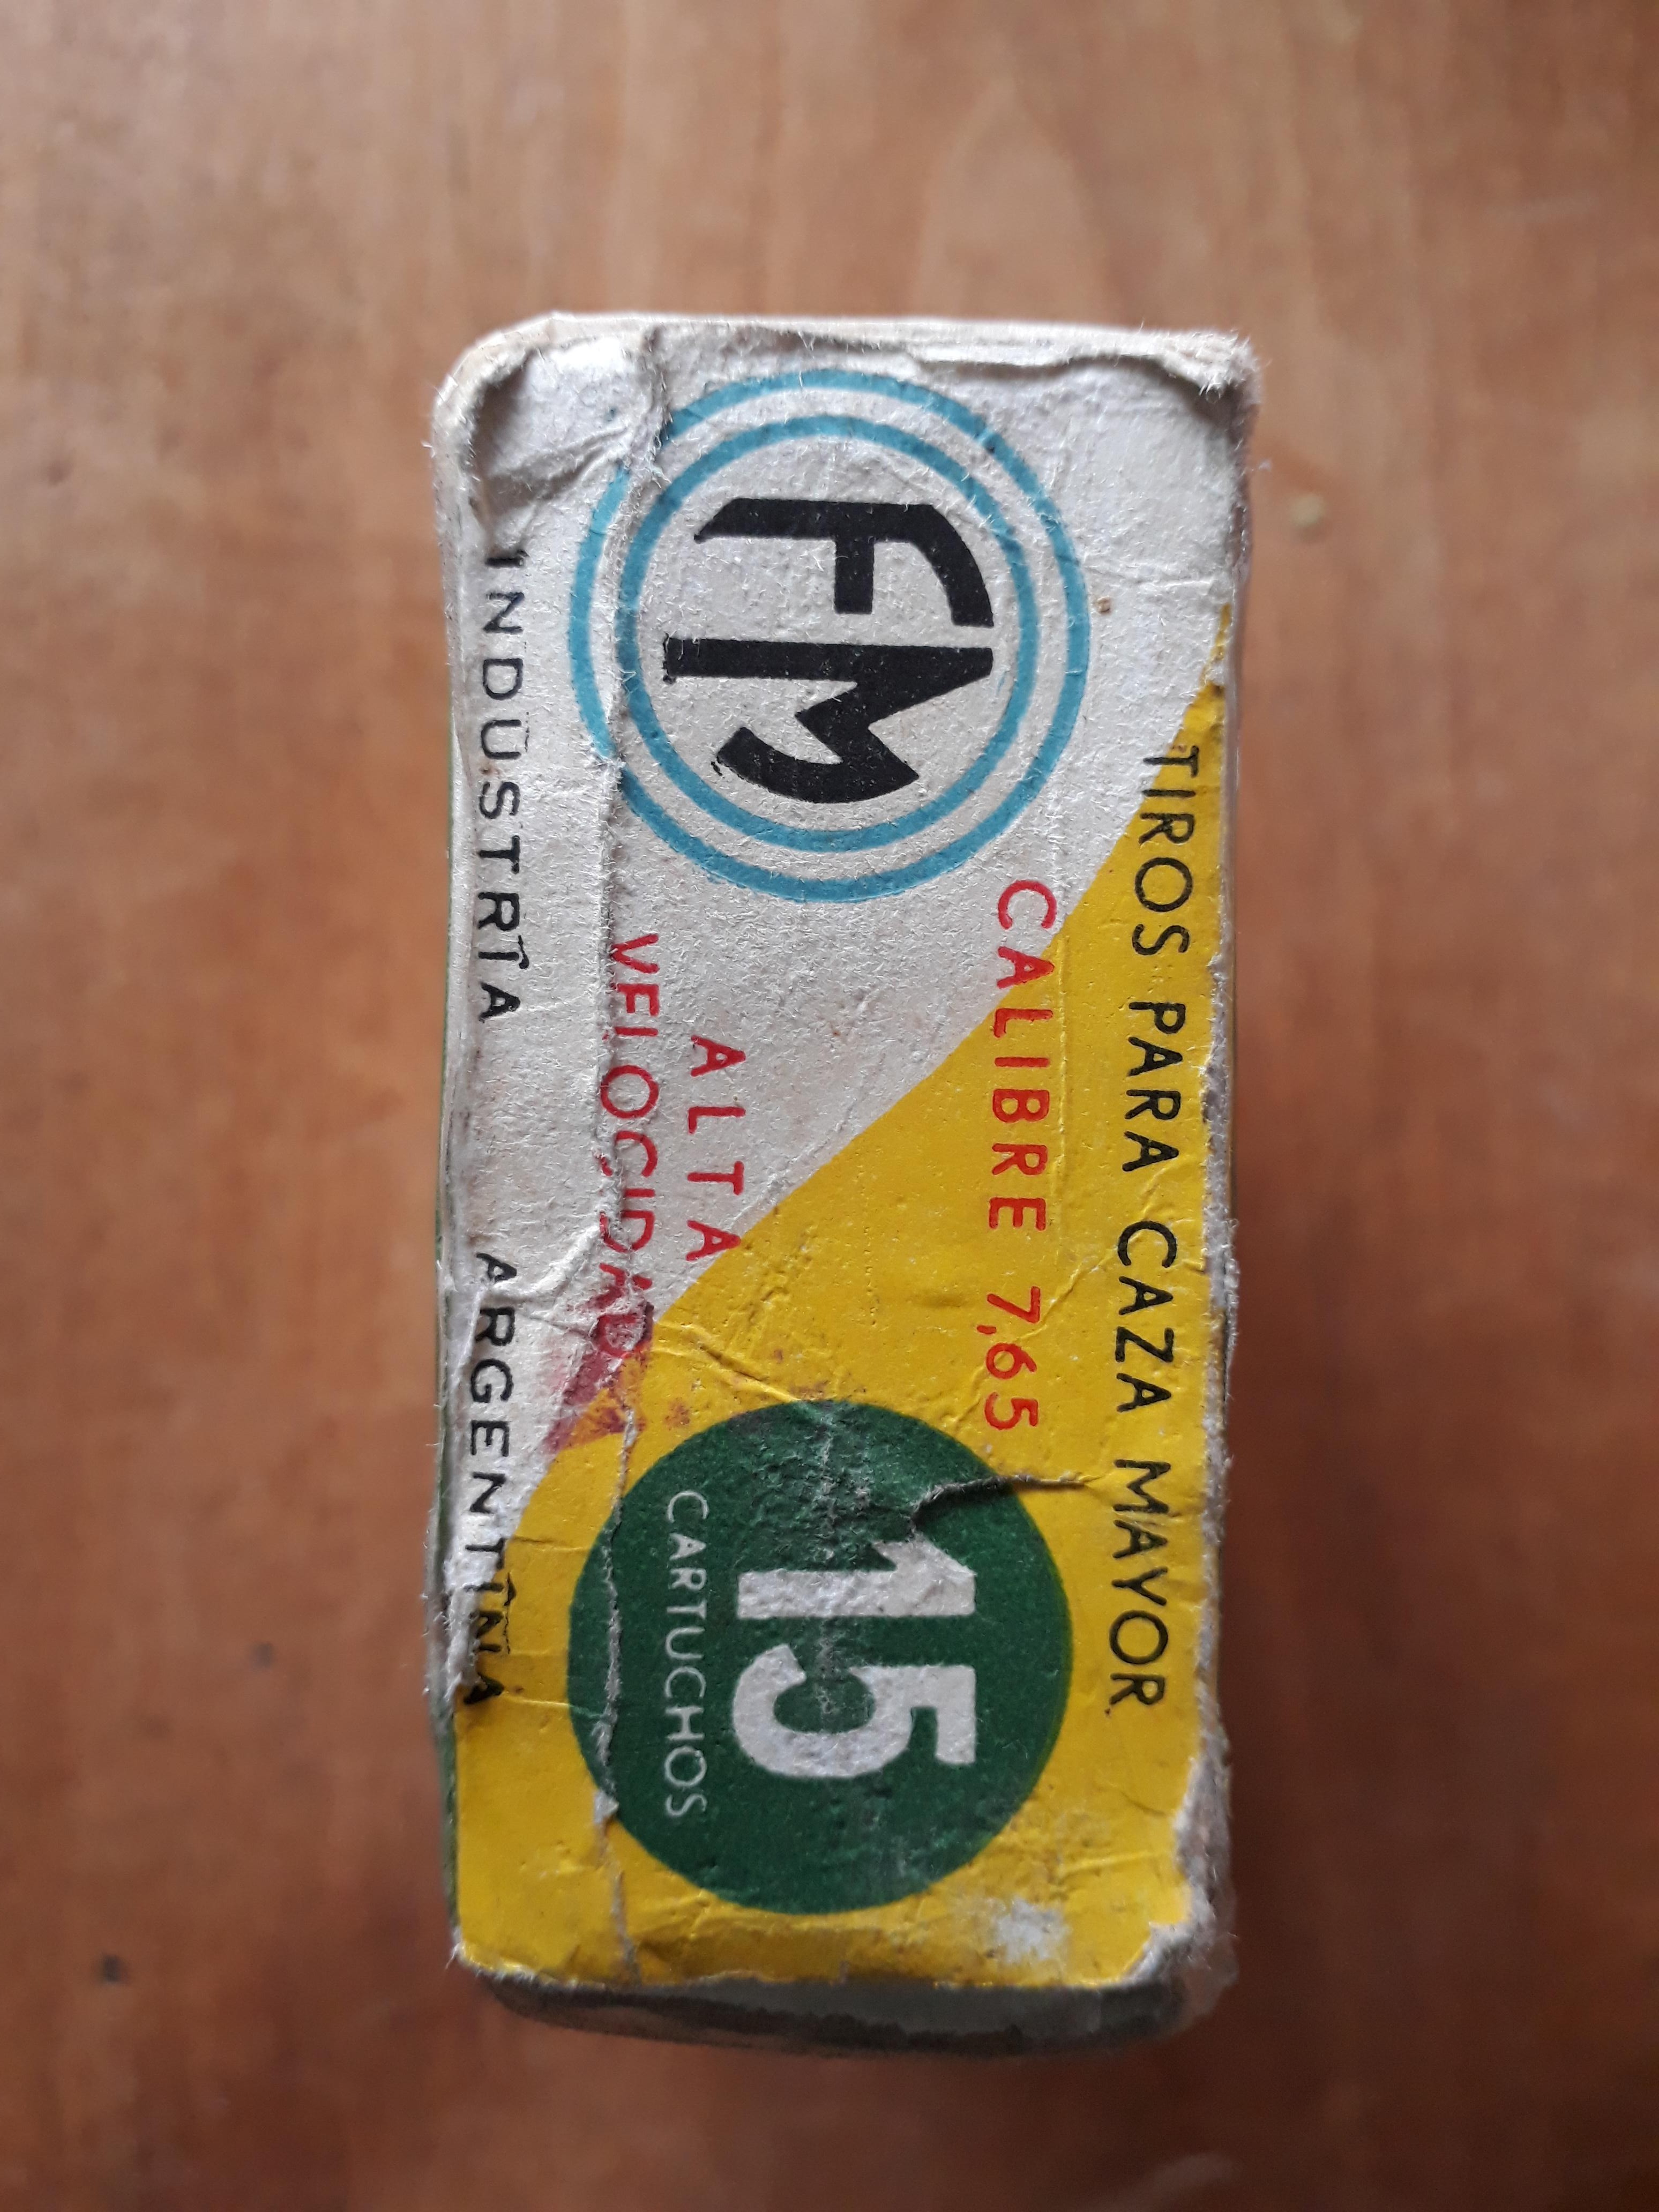 TIROS PARA CAZA MAYOR
FM
CALIBRE 7,65
ALTA
VELOCIDAD
15
CARTUCHOS
INDUSTRIA ARGENTINA